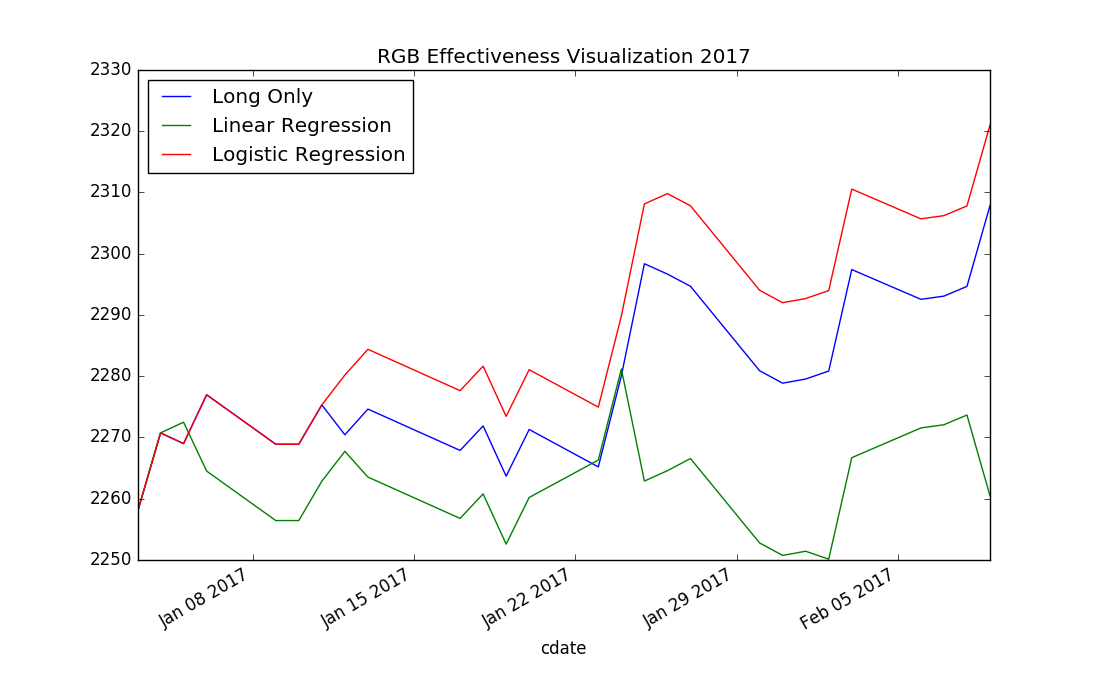 RGB Effectiveness Visualization 2017
2330
2320
2310
2300
2290
2280
2270
2260
2250
Long Only
Linear Regression
Logistic Regression
Jan 08 2017
Jan 15 2017
Jan 22 2017
Jan 29 2017
Feb 05 2017
cdate